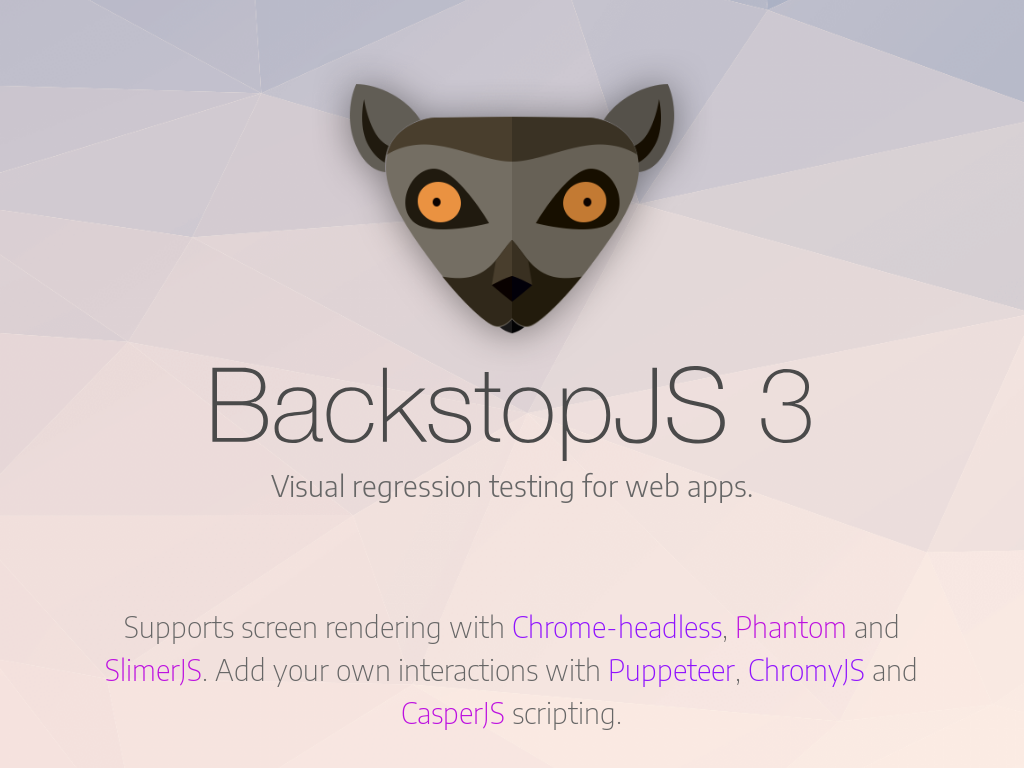 BackstopJS 3
Visual regression testing for web apps.
Supports screen rendering with Chrome-headless, Phantom and
SlimerJS. Add your own interactions with Puppeteer, ChromyJS and
CasperJS scripting.